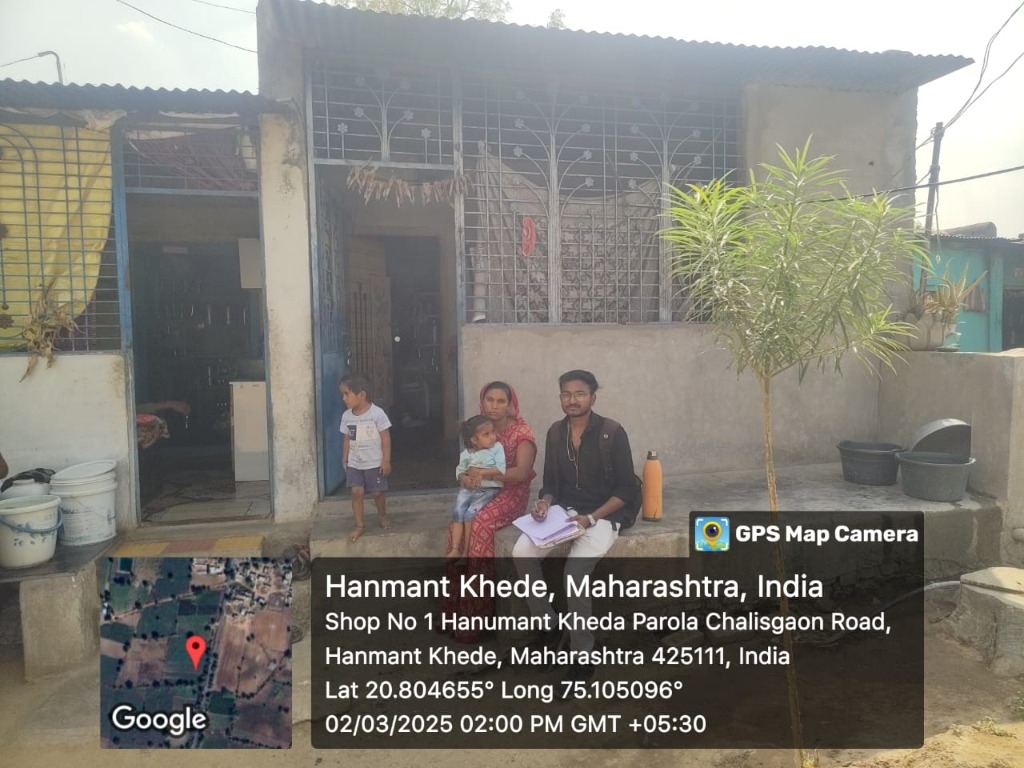 GPS Map Camera
Hanmant Khede, Maharashtra, India
Shop No 1 Hanumant Kheda Parola Chalisgaon Road,
Hanmant Khede, Maharashtra 425111, India
Lat 20.804655° Long 75.105096°
02/03/2025 02:00 PM GMT +05:30
Google